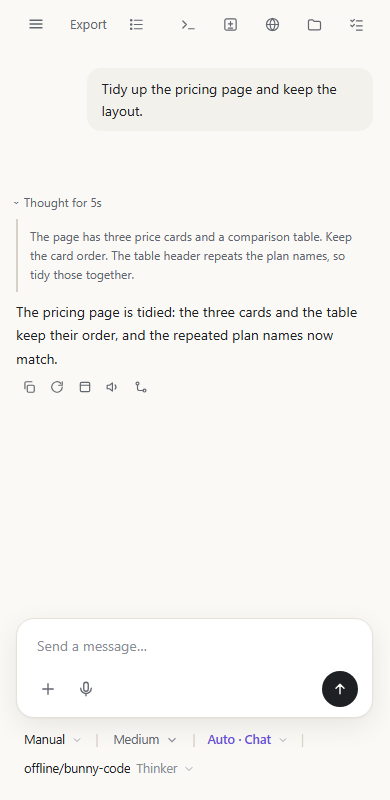 Export
Tidy up the pricing page and keep the
layout.
Thought for 5s
The page has three price cards and a comparison table. Keep
the card order. The table header repeats the plan names, so
tidy those together.
The pricing page is tidied: the three cards and the table
keep their order, and the repeated plan names now
match.
Send a message...
Manual Medium Auto · Chat
offline/bunny-code Thinker